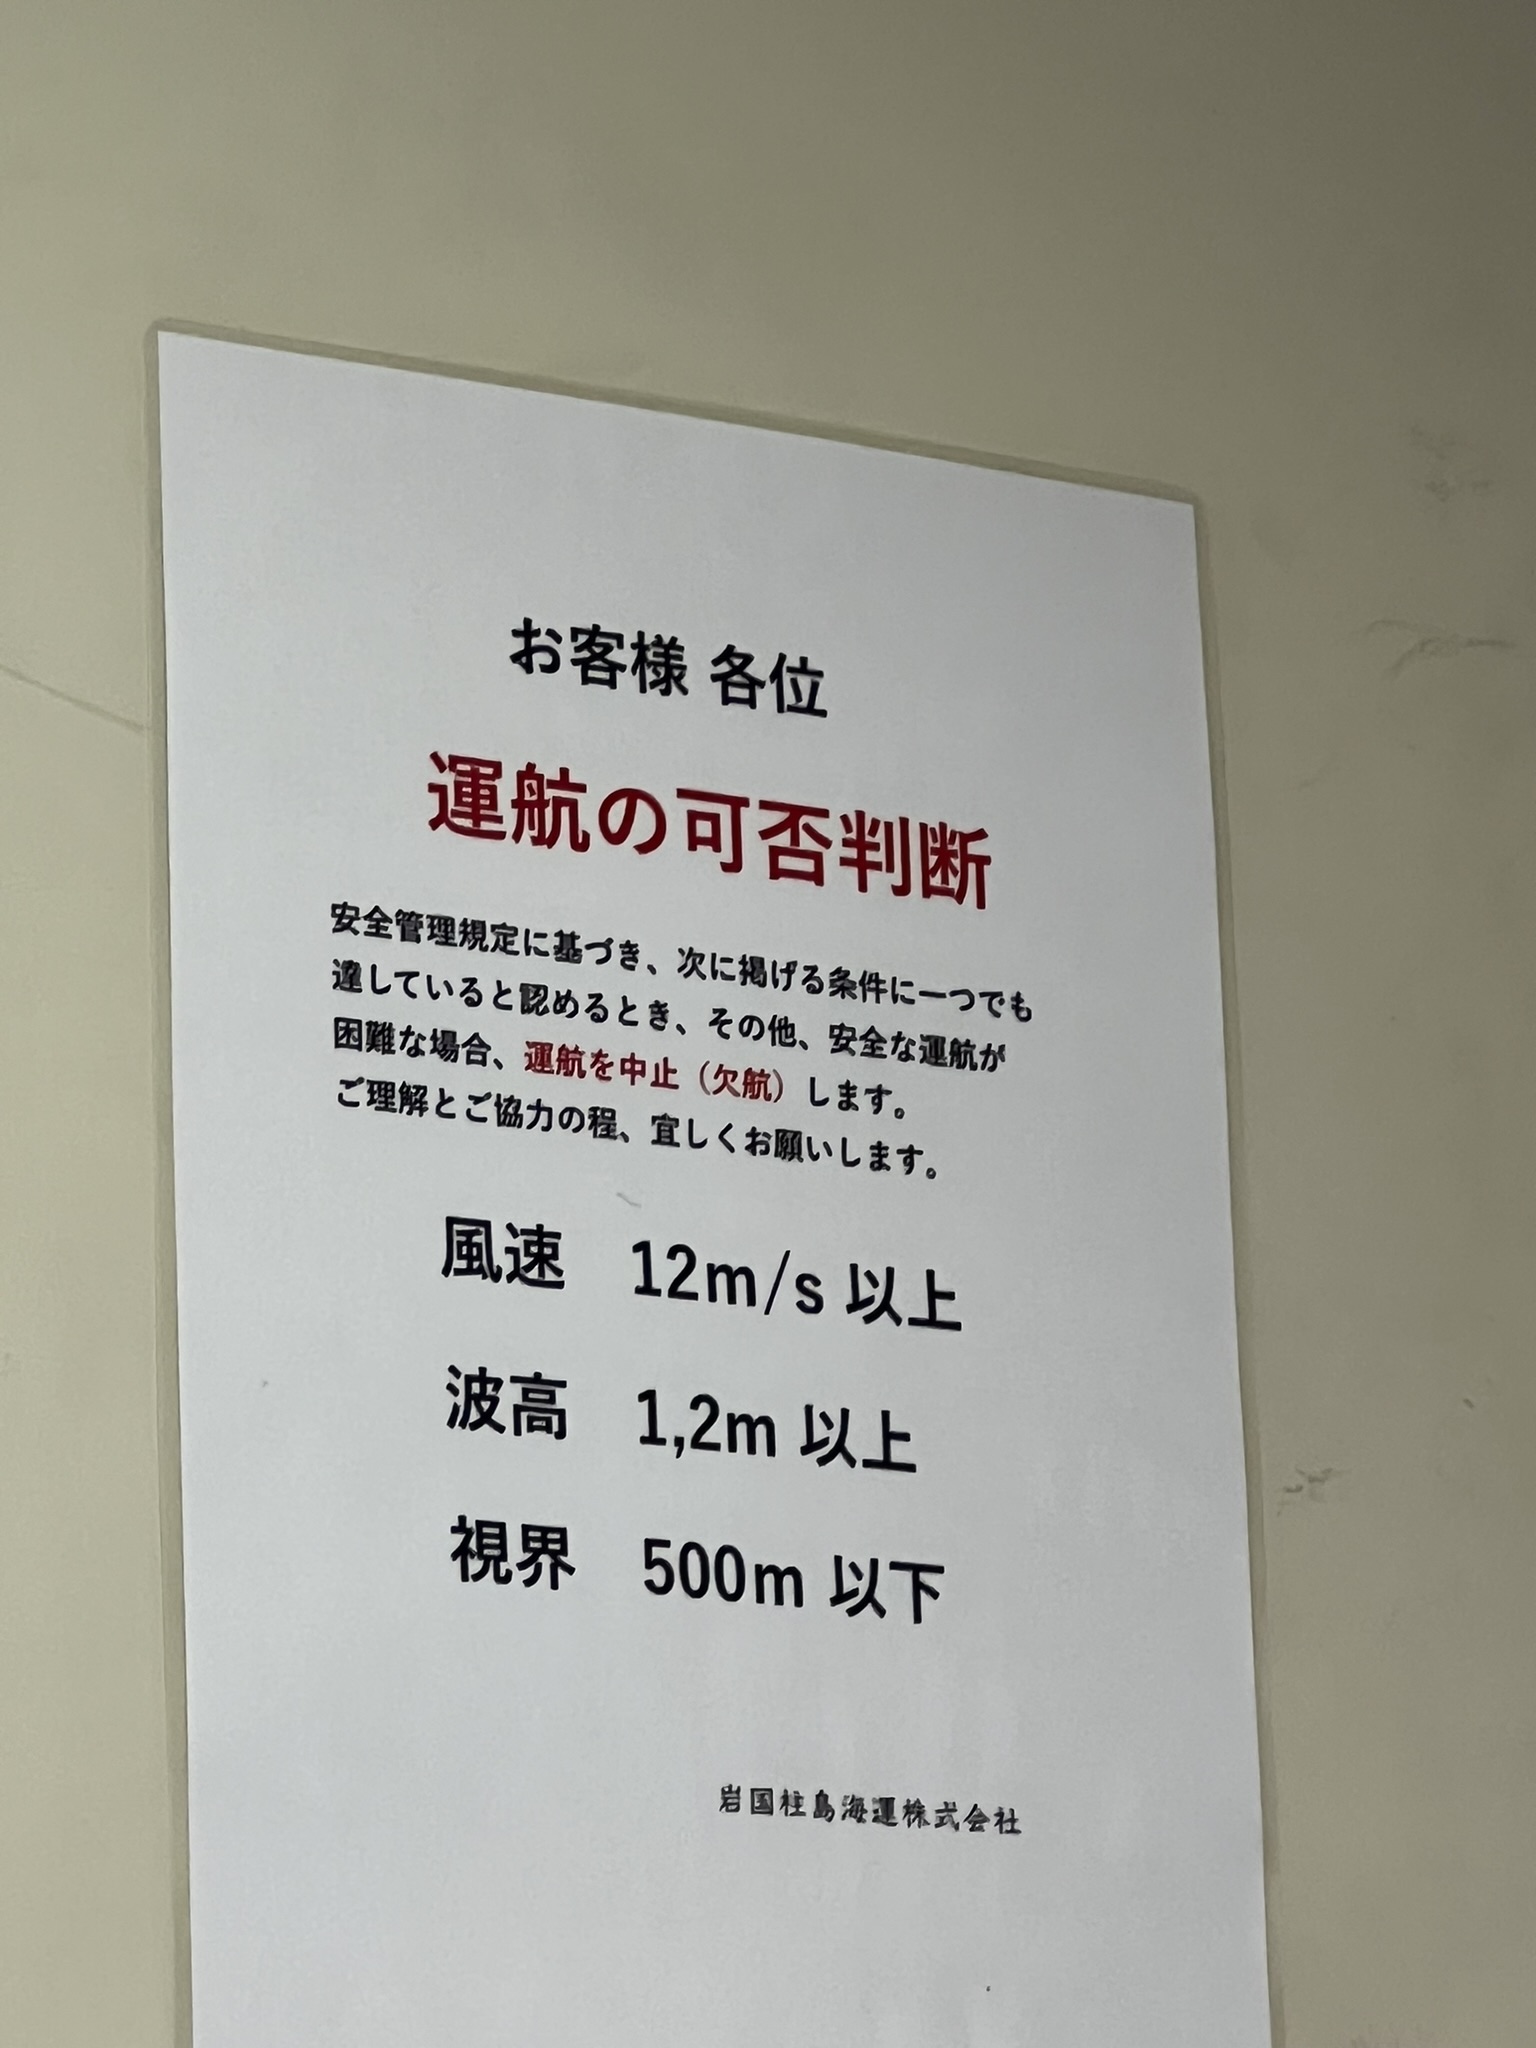 お客様 各位
運航の可否判断
安全管理規定に基づき、次に掲げる条件に一つでも
達していると認めるとき、その他、安全な運航が
困難な場合、運航を中止（欠航）します。
ご理解とご協力の程、宜しくお願いします。
風速 12m/s 以上
波高 1,2m 以上
視界 500m 以下
岩国柱島海運株式会社